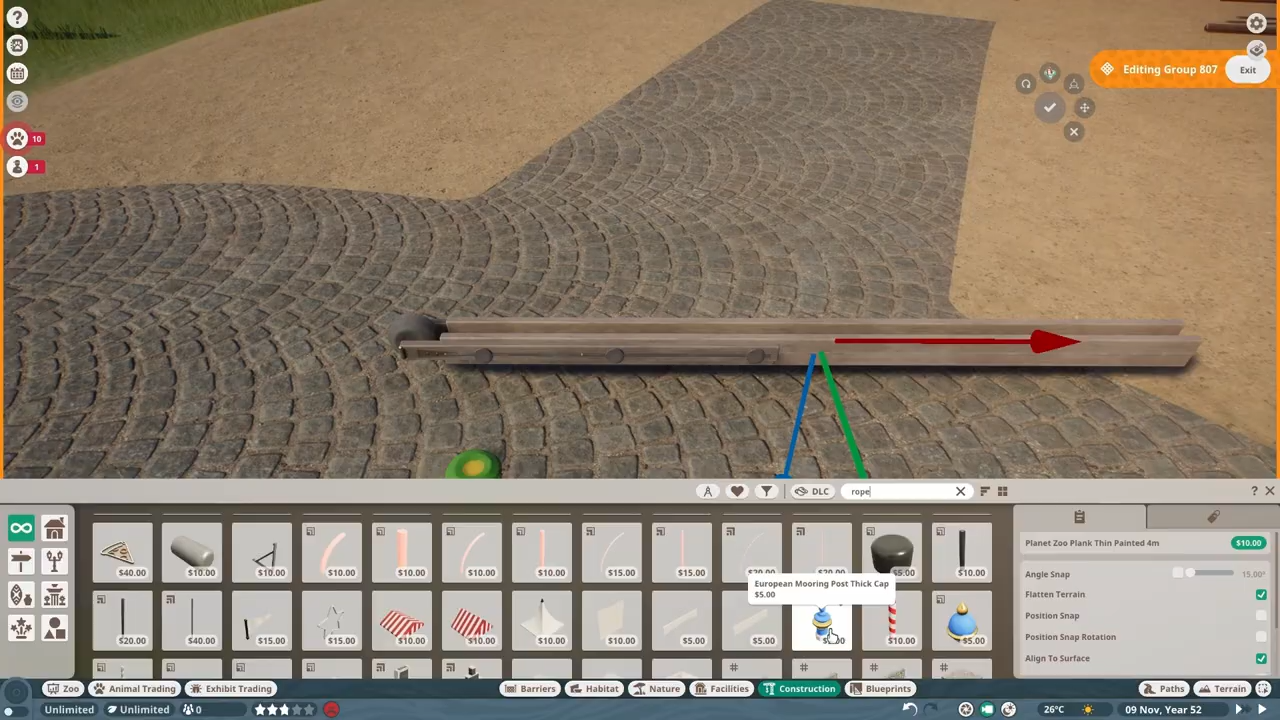 ?
Editing Group 807
Exit
10
1
DLC
rope
?
$40.00
$10.00
$10.00
$10.00
$10.00
$10.00
$10.00
$15.00
$15.00
$10.00
European Mooring Post Thick Cap
$5.00
$20.00
$40.00
$15.00
$15.00
$10.00
$10.00
$10.00
$10.00
$5.00
$5.00
$10.00
$5.00
Planet Zoo Plank Thin Painted 4m
$10.00
Angle Snap
15.00°
Flatten Terrain
Position Snap
Position Snap Rotation
Align To Surface
Zoo
Animal Trading
Exhibit Trading
Barriers
Habitat
Nature
Facilities
Construction
Blueprints
Paths
Terrain
Unlimited
Unlimited
0
26°C
09 Nov, Year 52